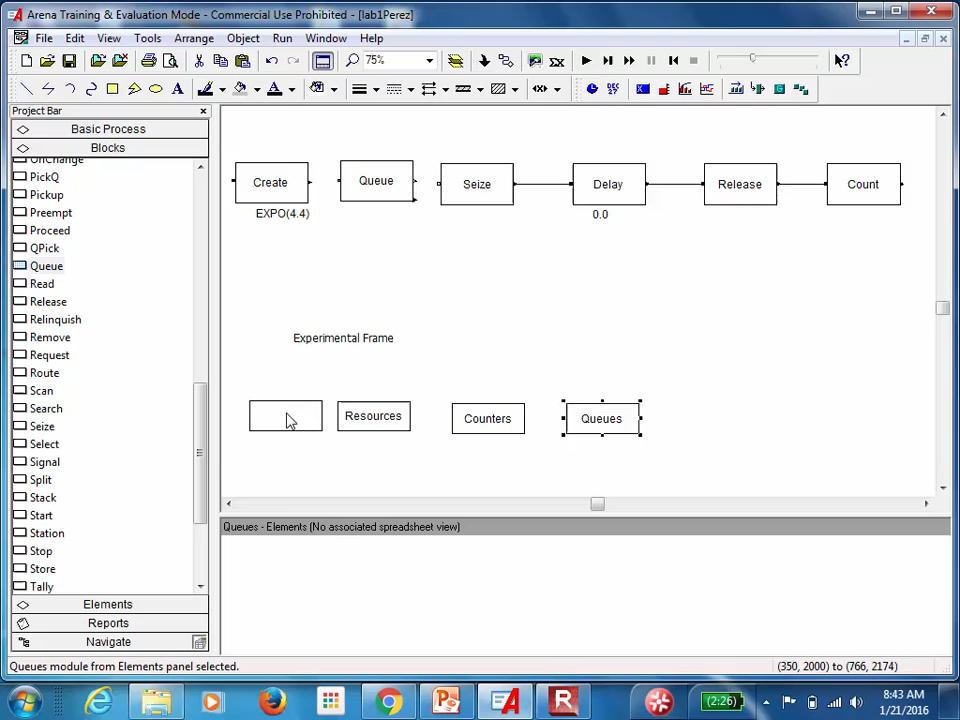 Arena Training & Evaluation Mode - Commercial Use Prohibited - [lab1Perez]
File Edit View Tools Arrange Object Run Window Help
75%
Project Bar
Basic Process
Blocks
OnChange
PickQ
Pickup
Preempt
Proceed
QPick
Queue
Read
Release
Relinquish
Remove
Request
Route
Scan
Search
Seize
Select
Signal
Split
Stack
Start
Station
Stop
Store
Tally
Elements
Reports
Navigate
Create
Queue
Seize
Delay
Release
Count
EXPO(4.4)
0.0
Experimental Frame
Resources
Counters
Queues
Queues - Elements (No associated spreadsheet view)
Queues module from Elements panel selected.
(350, 2000) to (766, 2174)
(2:26)
8:43 AM
1/21/2016